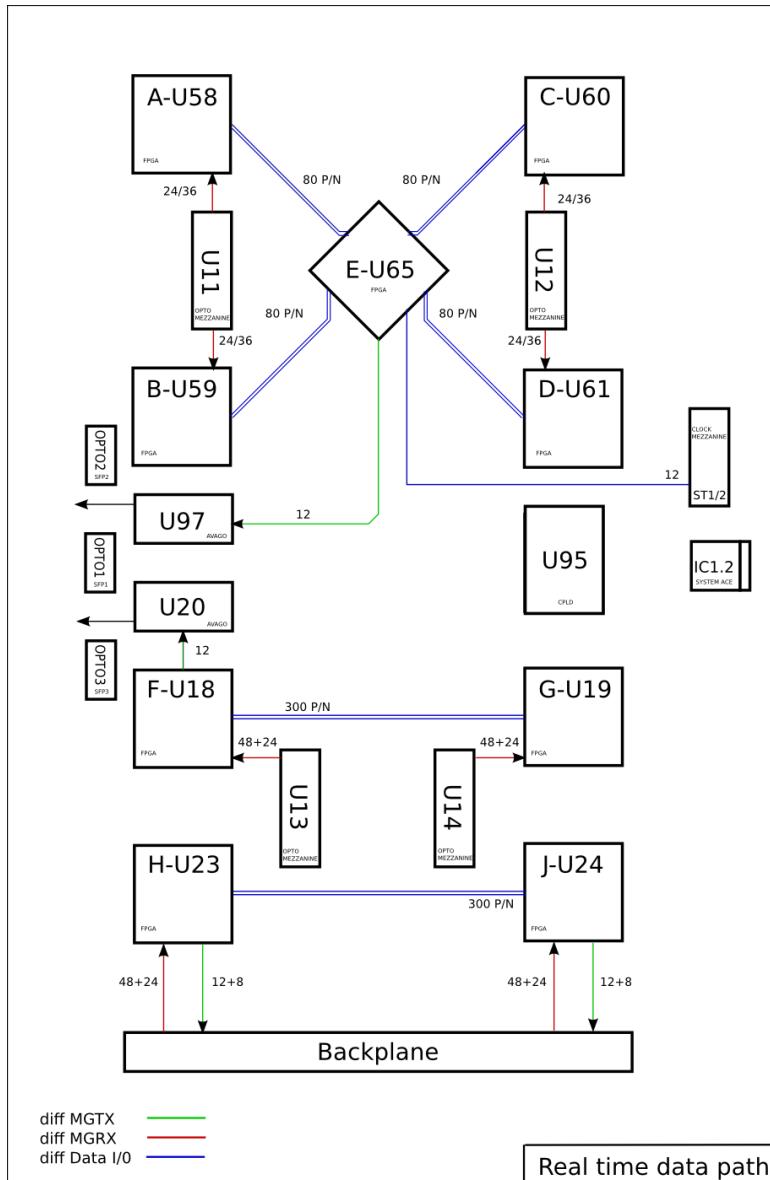 A-U58
FPGA
C-U60
FPGA
80 P/N
80 P/N
24/36
24/36
U11
OPTO
MEZZANINE
E-U65
FPGA
U12
OPTO
MEZZANINE
80 P/N
80 P/N
24/36
24/36
B-U59
FPGA
D-U61
FPGA
CLOCK
MEZZANINE
ST1/2
12
OPTO2
SFP2
U97
AVAGO
12
U95
CPLD
OPTO1
SFP1
IC1.2
SYSTEM ACE
U20
AVAGO
12
OPTO3
SFP3
F-U18
FPGA
300 P/N
G-U19
FPGA
48+24
48+24
U13
OPTO
MEZZANINE
U14
OPTO
MEZZANINE
H-U23
FPGA
J-U24
FPGA
300 P/N
48+24
12+8
48+24
12+8
Backplane
diff MGTX
diff MGRX
diff Data I/0
Real time data path